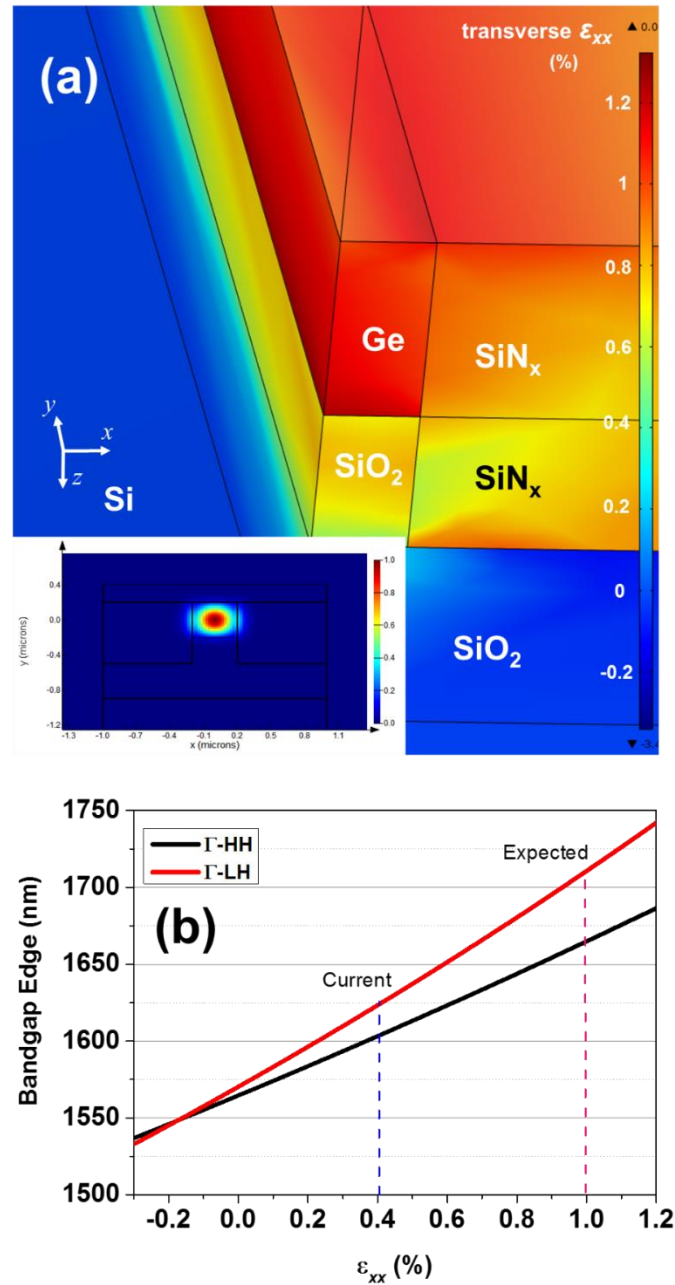 (a)
transverse εxx
(%)
▲ 0.0
1.2
1
0.8
0.6
0.4
0.2
0
-0.2
▼ -3.4
Ge
SiNx
SiO2
SiNx
Si
SiO2
y
x
z
0.4
0.0
-0.4
-0.8
-1.2
y (microns)
-1.3 -1.0 -0.7 -0.4 -0.1 0.2 0.5 0.8 1.1
x (microns)
1.0
0.8
0.6
0.4
0.2
0.0
(b)
Γ-HH
Γ-LH
Current
Expected
1750
1700
1650
1600
1550
1500
Bandgap Edge (nm)
-0.2 0.0 0.2 0.4 0.6 0.8 1.0 1.2
εxx (%)